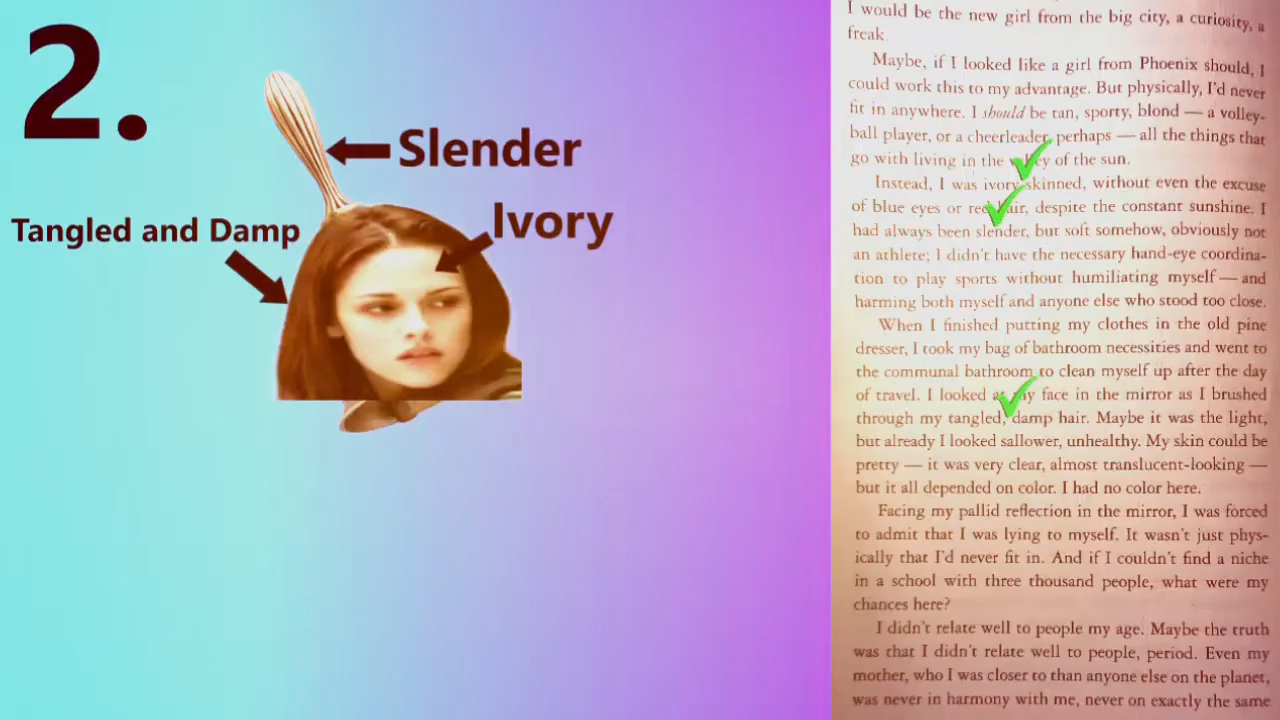 2.
Slender
Ivory
Tangled and Damp
I would be the new girl from the big city, a curiosity, a
freak.
Maybe, if I looked like a girl from Phoenix should, I
could work this to my advantage. But physically, I'd never
fit in anywhere. I should be tan, sporty, blond — a volley-
ball player, or a cheerleader, perhaps — all the things that
go with living in the valley of the sun.
Instead, I was ivory-skinned, without even the excuse
of blue eyes or red hair, despite the constant sunshine. I
had always been slender, but soft somehow, obviously not
an athlete; I didn't have the necessary hand-eye coordina-
tion to play sports without humiliating myself — and
harming both myself and anyone else who stood too close.
When I finished putting my clothes in the old pine
dresser, I took my bag of bathroom necessities and went to
the communal bathroom to clean myself up after the day
of travel. I looked at my face in the mirror as I brushed
through my tangled, damp hair. Maybe it was the light,
but already I looked sallower, unhealthy. My skin could be
pretty — it was very clear, almost translucent-looking —
but it all depended on color. I had no color here.
Facing my pallid reflection in the mirror, I was forced
to admit that I was lying to myself. It wasn't just phys-
ically that I'd never fit in. And if I couldn't find a niche
in a school with three thousand people, what were my
chances here?
I didn't relate well to people my age. Maybe the truth
was that I didn't relate well to people, period. Even my
mother, who I was closer to than anyone else on the planet,
was never in harmony with me, never on exactly the same